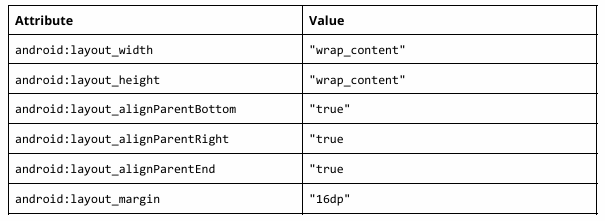 Attribute Value
android:layout_width "wrap_content"
android:layout_height "wrap_content"
android:layout_alignParentBottom "true"
android:layout_alignParentRight "true
android:layout_alignParentEnd "true
android:layout_margin "16dp"